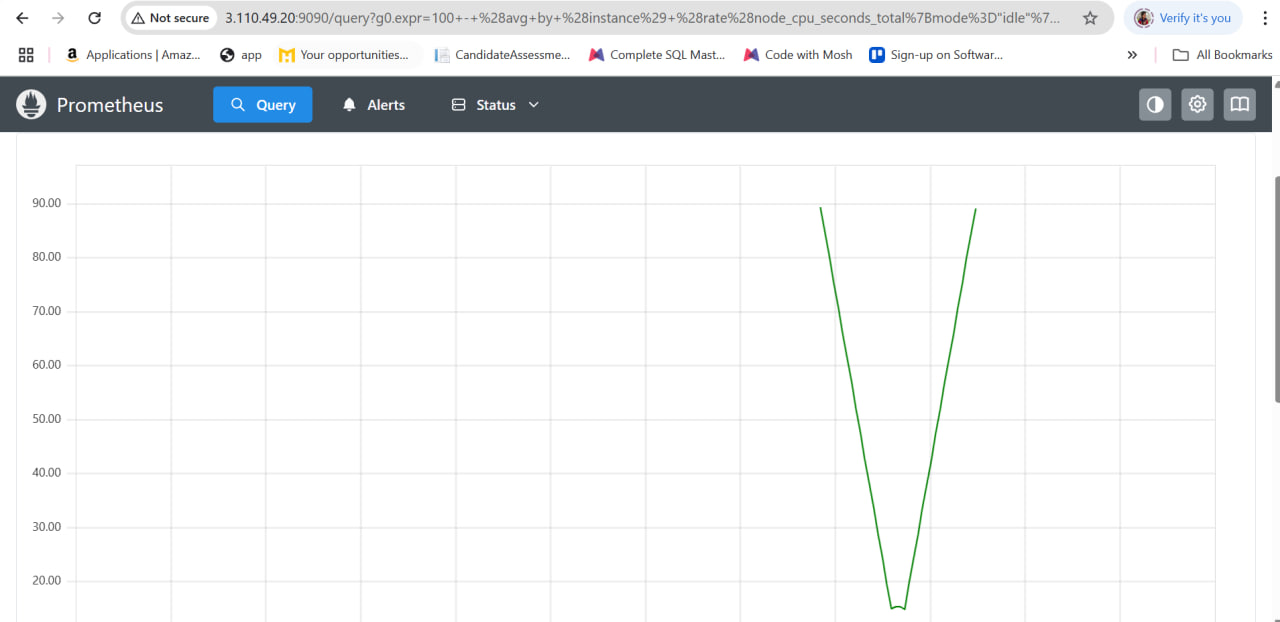 Not secure
3.110.49.20:9090/query?g0.expr=100+-+%28avg+by+%28instance%29+%28rate%28node_cpu_seconds_total%7Bmode%3D"idle"%7...
Verify it's you
Applications | Amaz...
app
Your opportunities...
CandidateAssessme...
Complete SQL Mast...
Code with Mosh
Sign-up on Softwar...
All Bookmarks
Prometheus
Query
Alerts
Status
90.00
80.00
70.00
60.00
50.00
40.00
30.00
20.00